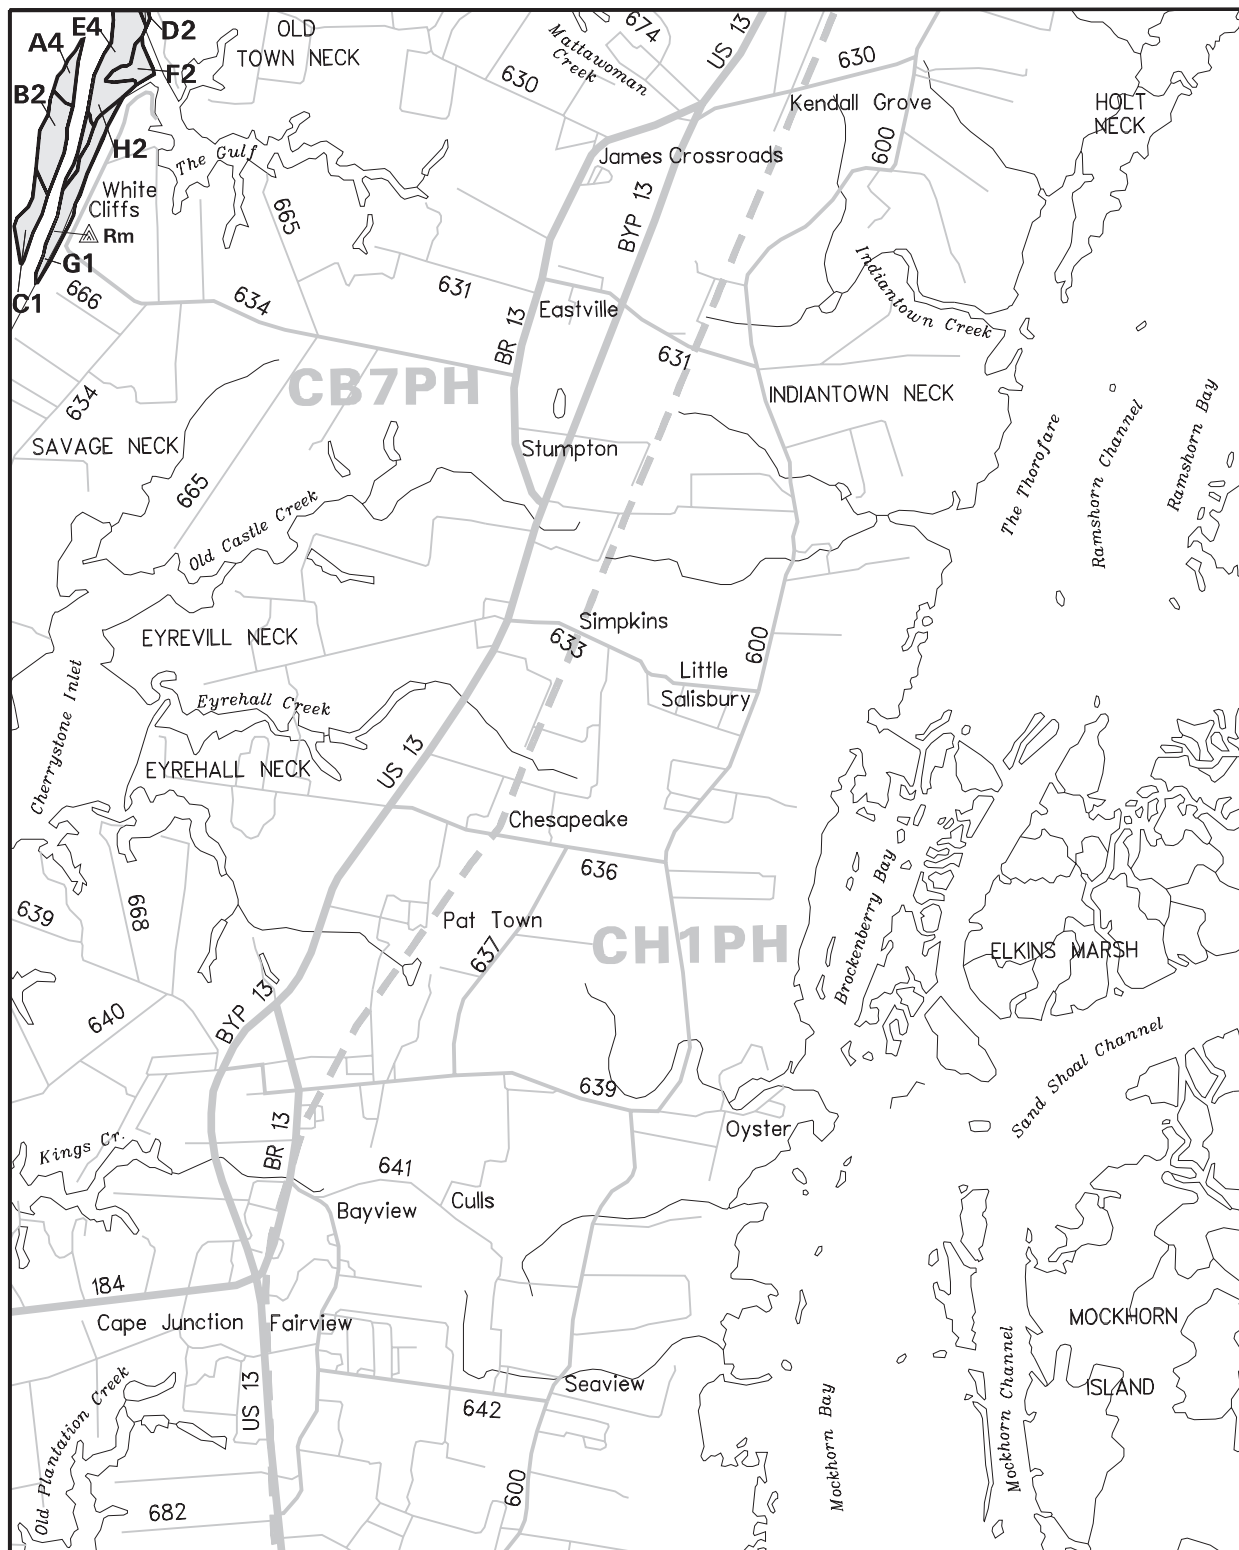 E4
D2
OLD
TOWN NECK
A4
F2
B2
H2
The Gulf
White
Cliffs
Rm
G1
C1
666
634
665
631
Mattawoman
Creek
674
US 13
630
630
Kendall Grove
600
HOLT
NECK
James Crossroads
BYP 13
Eastville
BR 13
631
Indiantown Creek
CB7PH
INDIANTOWN NECK
634
SAVAGE NECK
665
Stumpton
The Thorofare
Ramshorn Channel
Ramshorn Bay
Old Castle Creek
EYREVILL NECK
Simpkins
633
600
Little
Salisbury
Cherrystone Inlet
Eyrehall Creek
EYREHALL NECK
US 13
Chesapeake
636
639
668
Pat Town
637
CH1PH
Brockenberry Bay
ELKINS MARSH
640
BYP 13
Sand Shoal Channel
639
Oyster
BR 13
Kings Cr.
641
Culls
Bayview
184
Cape Junction
Fairview
MOCKHORN
ISLAND
Mockhorn Channel
Mockhorn Bay
Seaview
US 13
642
Old Plantation Creek
682
600